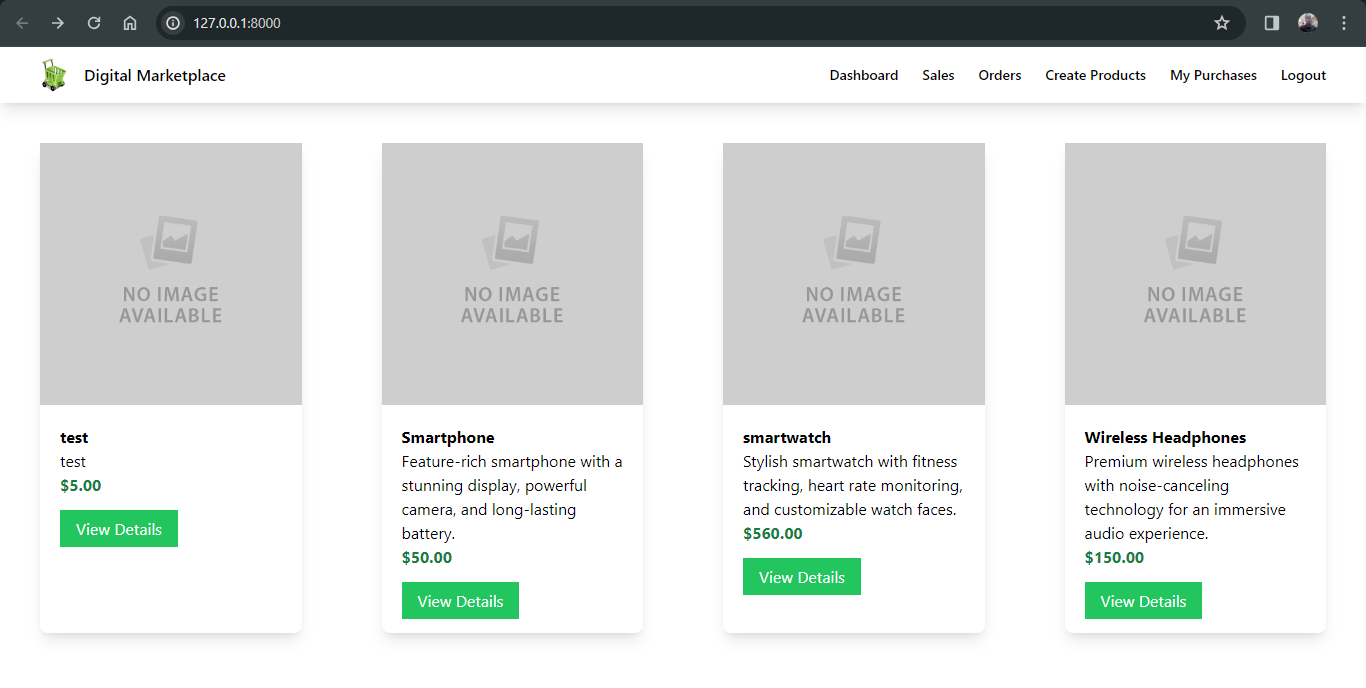 127.0.0.1:8000
Digital Marketplace
Dashboard Sales Orders Create Products My Purchases Logout
NO IMAGE
AVAILABLE
test
test
$5.00
View Details
NO IMAGE
AVAILABLE
Smartphone
Feature-rich smartphone with a
stunning display, powerful
camera, and long-lasting
battery.
$50.00
View Details
NO IMAGE
AVAILABLE
smartwatch
Stylish smartwatch with fitness
tracking, heart rate monitoring,
and customizable watch faces.
$560.00
View Details
NO IMAGE
AVAILABLE
Wireless Headphones
Premium wireless headphones
with noise-canceling
technology for an immersive
audio experience.
$150.00
View Details